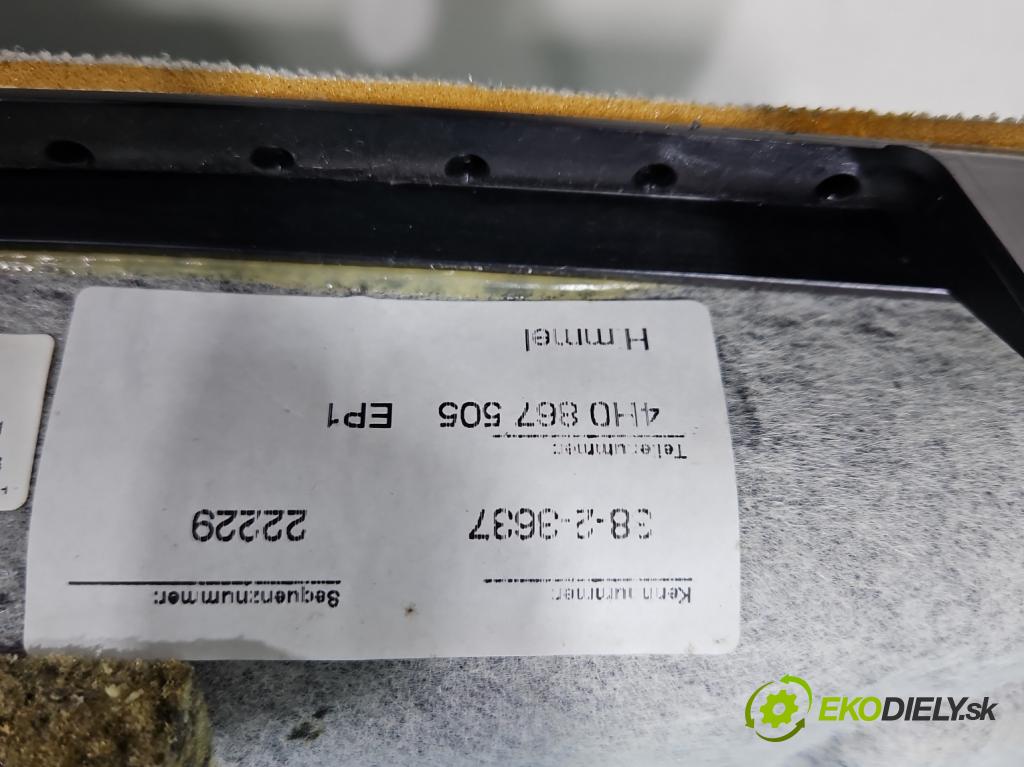 Kennnummer: Sequenznummer:
38-2-3637 22229
Teilenummer:
4H0 867 505 EP1
Himmel
EKODIELY.sk